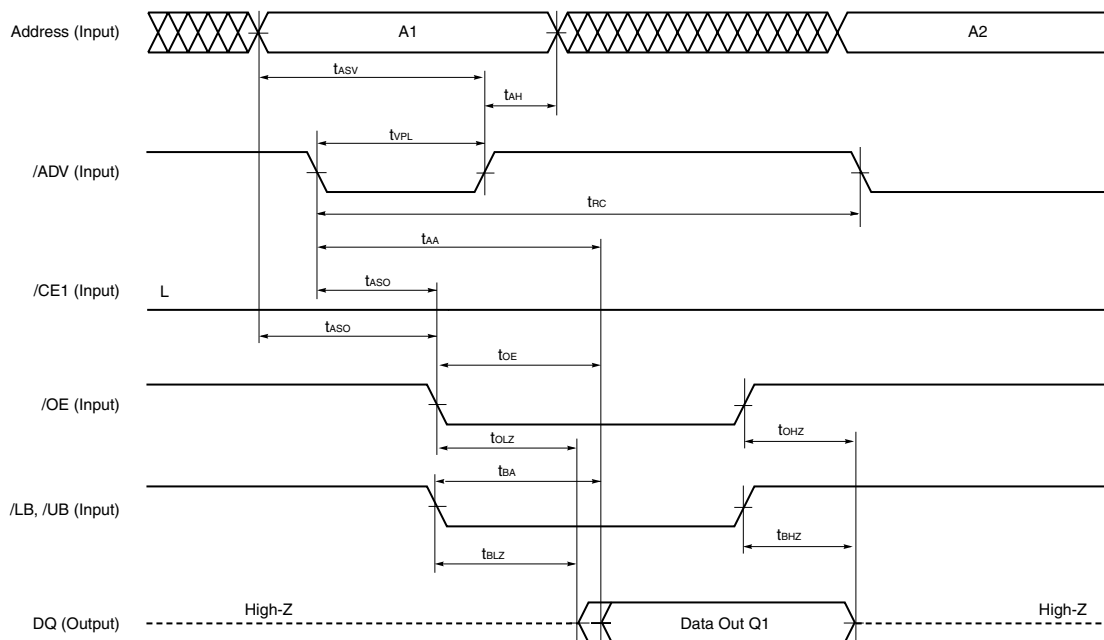 Address (Input)
A1
A2
tASV
tAH
tVPL
/ADV (Input)
tRC
tAA
/CE1 (Input)
L
tASO
tASO
tOE
/OE (Input)
tOLZ
tOHZ
tBA
/LB, /UB (Input)
tBLZ
tBHZ
High-Z
High-Z
DQ (Output)
Data Out Q1